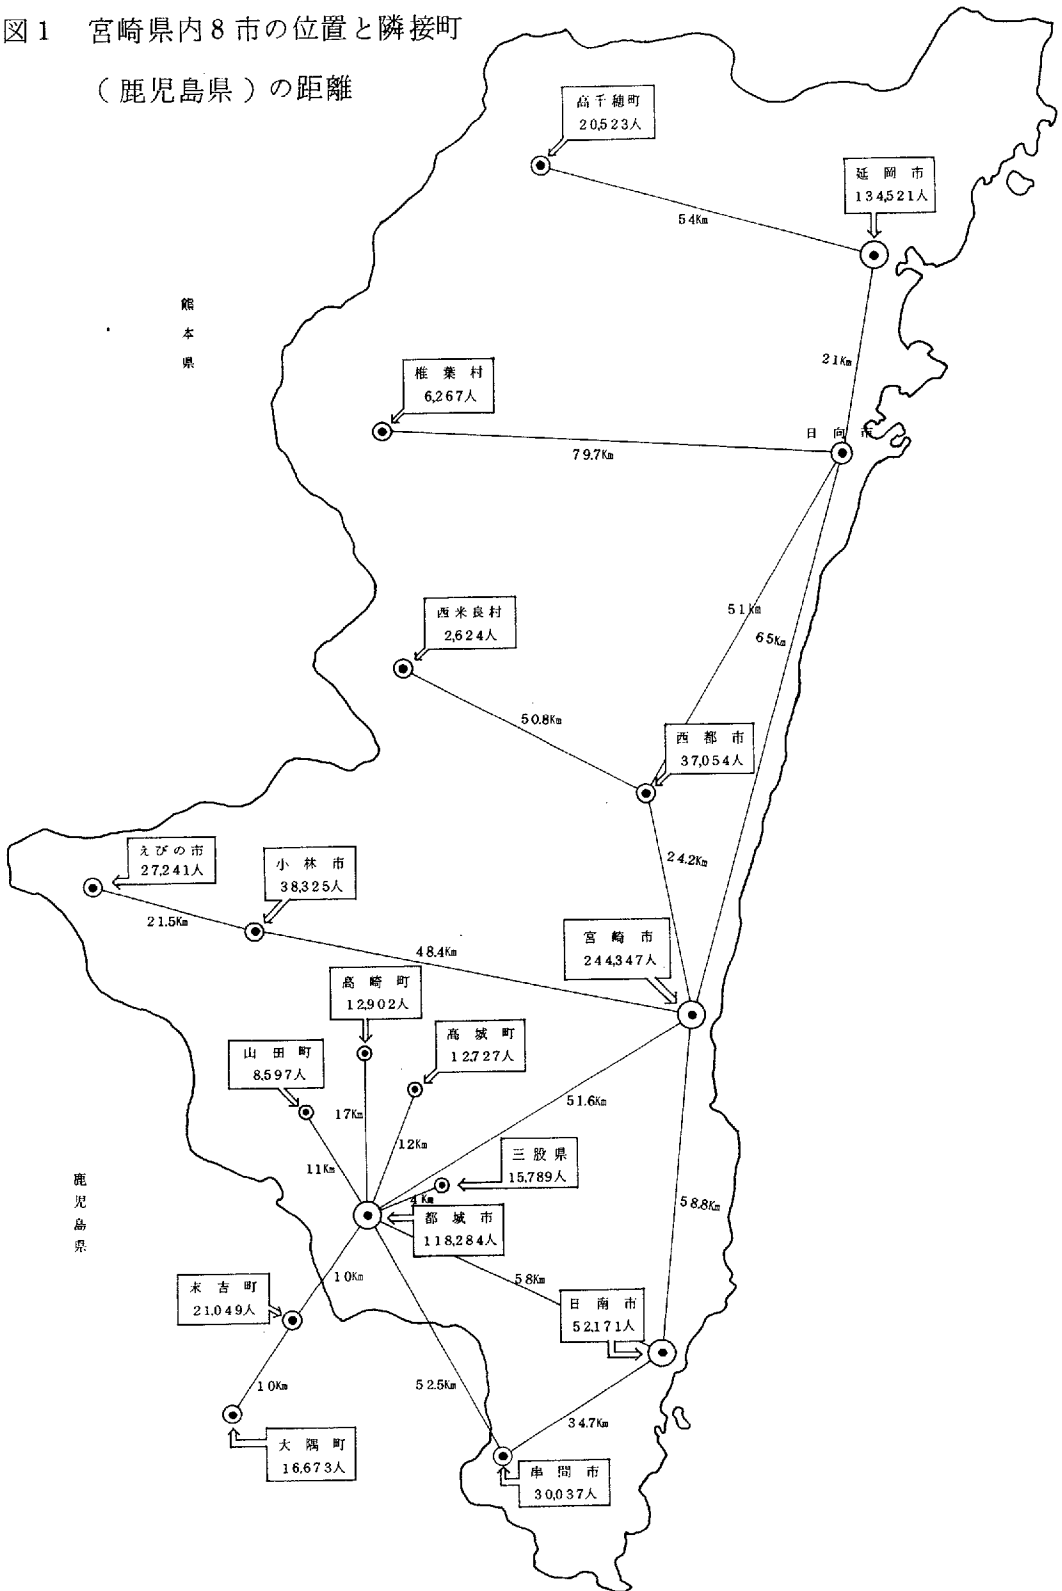 図1 宮崎県内8市の位置と隣接町
(鹿児島県)の距離
高千穂町
20,523人
延岡市
134,521人
54Km
熊本県
21Km
椎葉村
6,267人
日向市
79.7Km
西米良村
2,624人
51Km
65Km
50.8Km
西都市
37,054人
えびの市
27,241人
小林市
38,325人
24.2Km
21.5Km
48.4Km
宮崎市
244,347人
高崎町
12,902人
高城町
12,727人
山田町
8,597人
17Km
12Km
51.6Km
11Km
三股県
15,789人
4Km
鹿児島県
都城市
118,284人
58.8Km
10Km
58Km
末吉町
21,049人
日南市
52,171人
10Km
52.5Km
34.7Km
大隅町
16,673人
串間市
30,037人